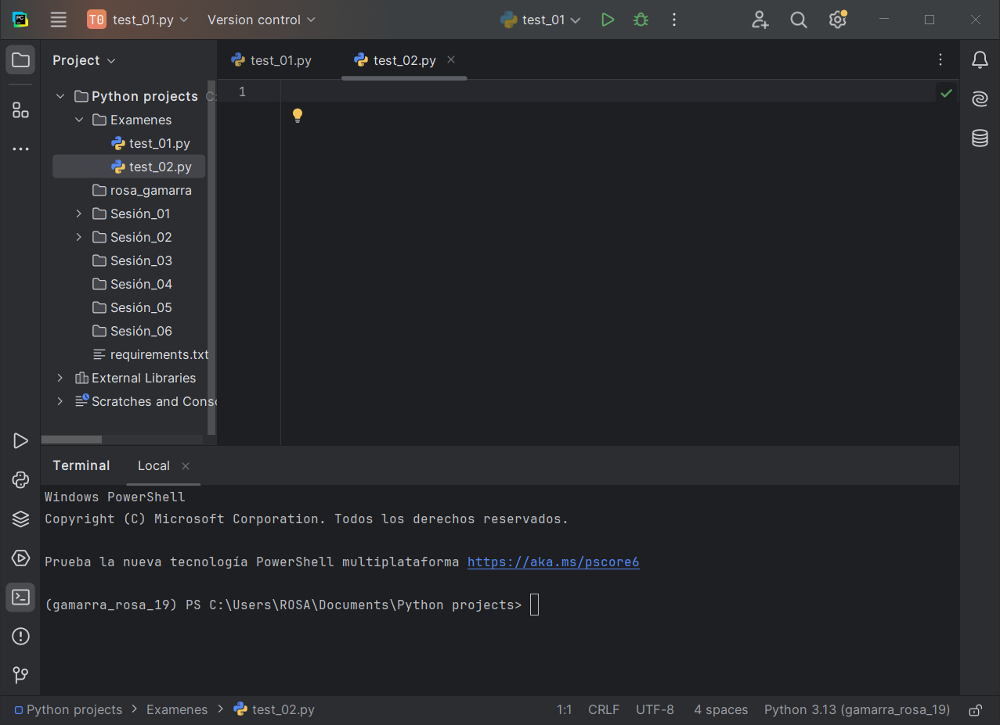 PC
T0 test_01.py Version control test_01
Project
test_01.py test_02.py
Python projects C:
1
Examenes
test_01.py
test_02.py
rosa_gamarra
Sesión_01
Sesión_02
Sesión_03
Sesión_04
Sesión_05
Sesión_06
requirements.txt
External Libraries
Scratches and Conso
Terminal Local
Windows PowerShell
Copyright (C) Microsoft Corporation. Todos los derechos reservados.
Prueba la nueva tecnología PowerShell multiplataforma https://aka.ms/pscore6
(gamarra_rosa_19) PS C:\Users\ROSA\Documents\Python projects>
Python projects > Examenes > test_02.py 1:1 CRLF UTF-8 4 spaces Python 3.13 (gamarra_rosa_19)